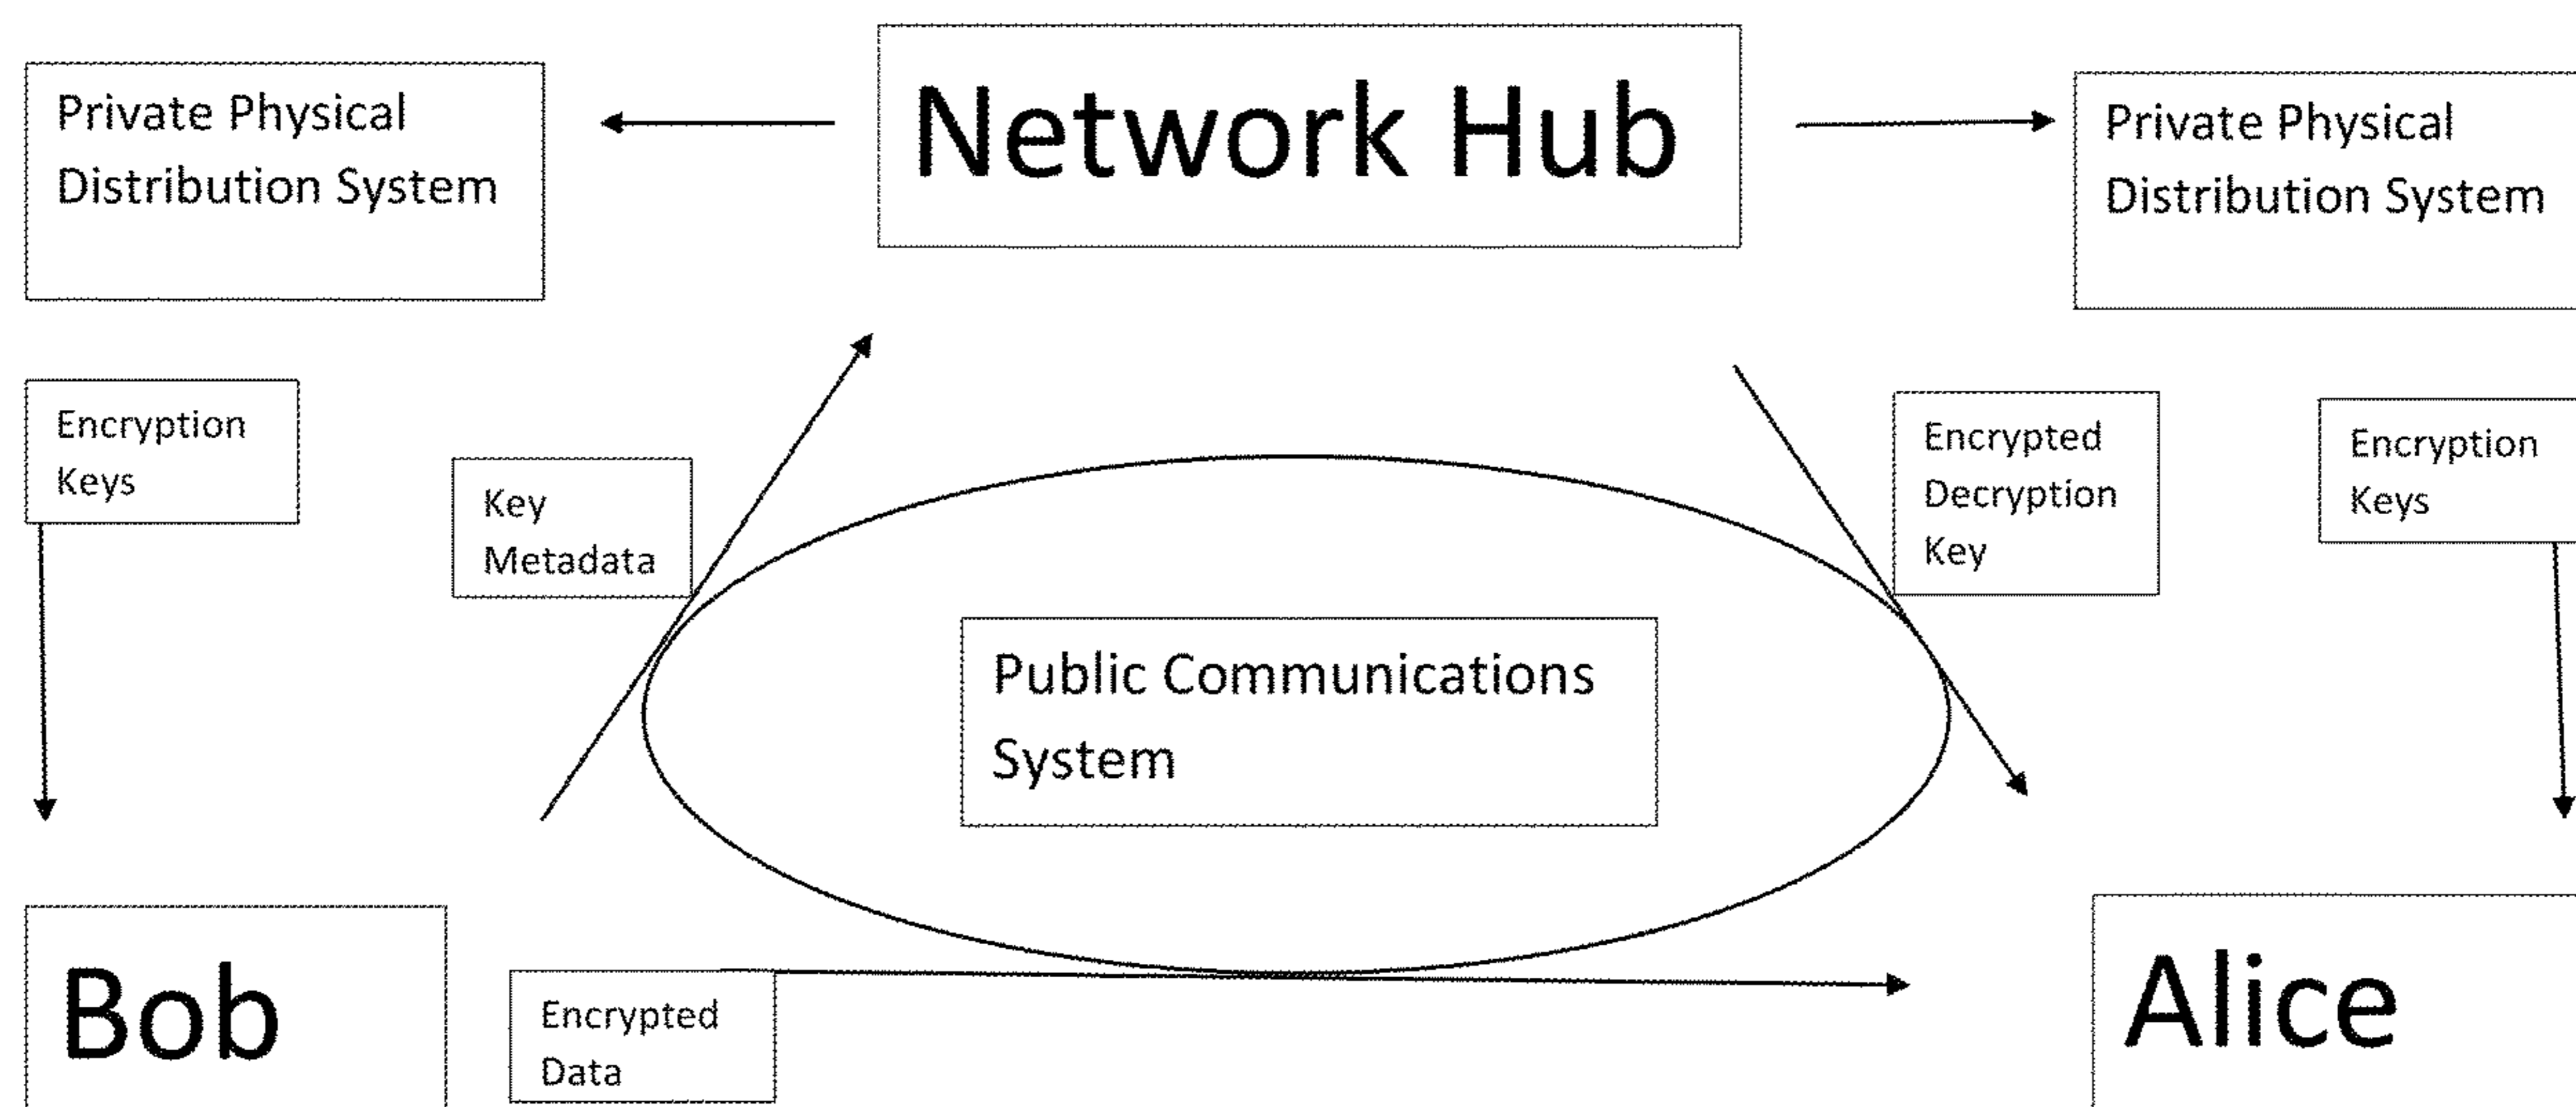 Private Physical
Distribution System
Network Hub
Private Physical
Distribution System
Encryption
Keys
Key
Metadata
Encrypted
Decryption
Key
Encryption
Keys
Public Communications
System
Bob
Encrypted
Data
Alice